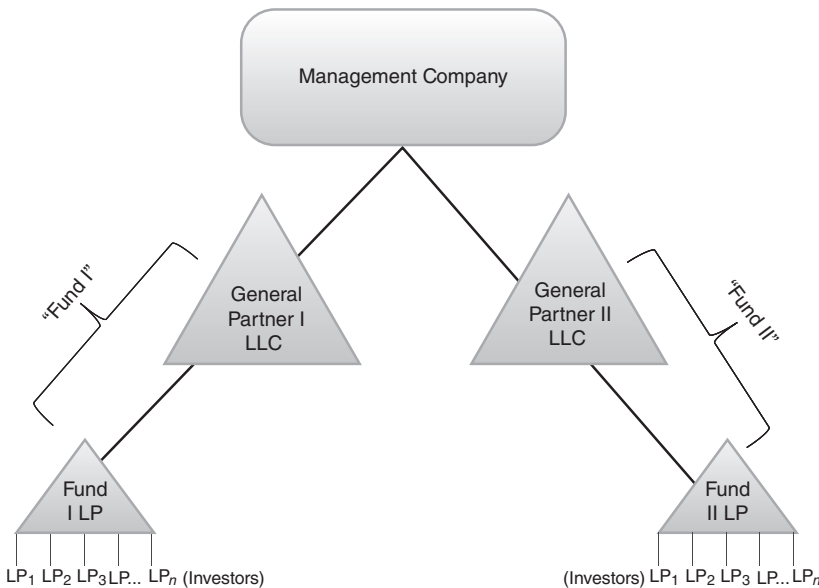 Management Company
General
Partner I
LLC
General
Partner II
LLC
“Fund I”
“Fund II”
Fund
I LP
Fund
II LP
LP₁ LP₂ LP₃ LP... LPₙ (Investors)
(Investors) LP₁ LP₂ LP₃ LP... LPₙ